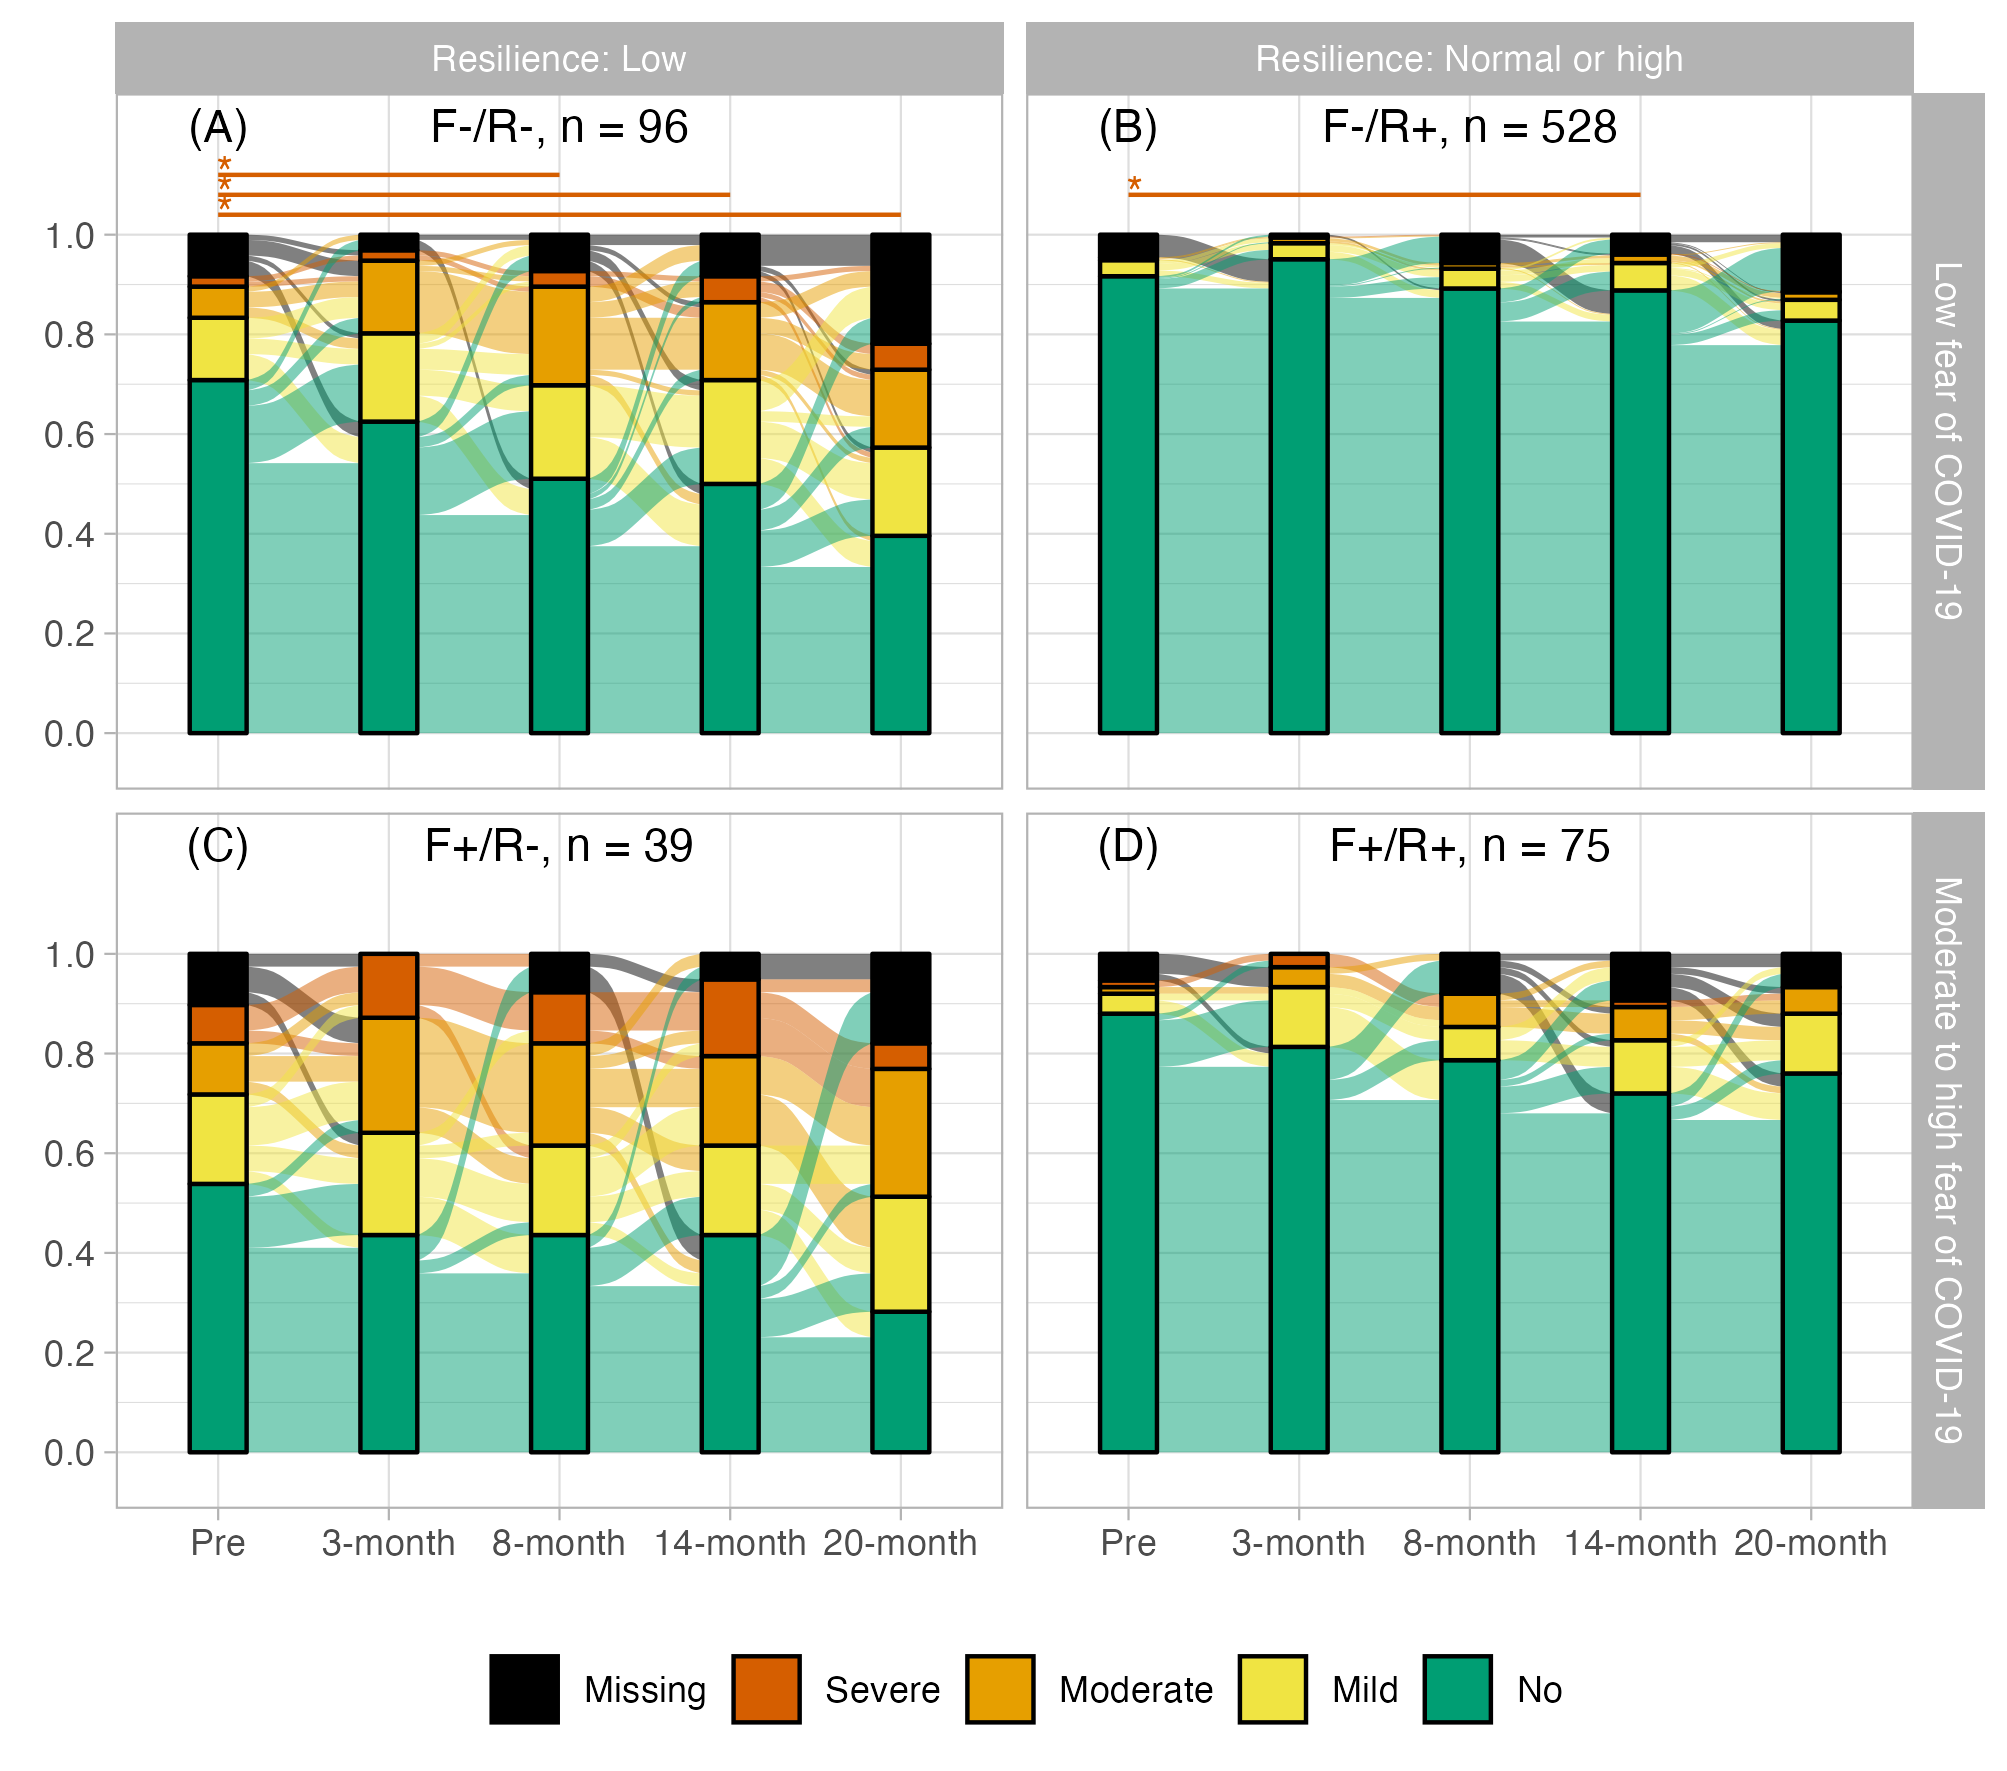 Resilience: Low
Resilience: Normal or high
(A) F-/R-, n = 96
(B) F-/R+, n = 528
*
*
*
*
1.0
0.8
0.6
0.4
0.2
0.0
Low fear of COVID-19
(C) F+/R-, n = 39
(D) F+/R+, n = 75
1.0
0.8
0.6
0.4
0.2
0.0
Moderate to high fear of COVID-19
Pre 3-month 8-month 14-month 20-month
Pre 3-month 8-month 14-month 20-month
Missing Severe Moderate Mild No